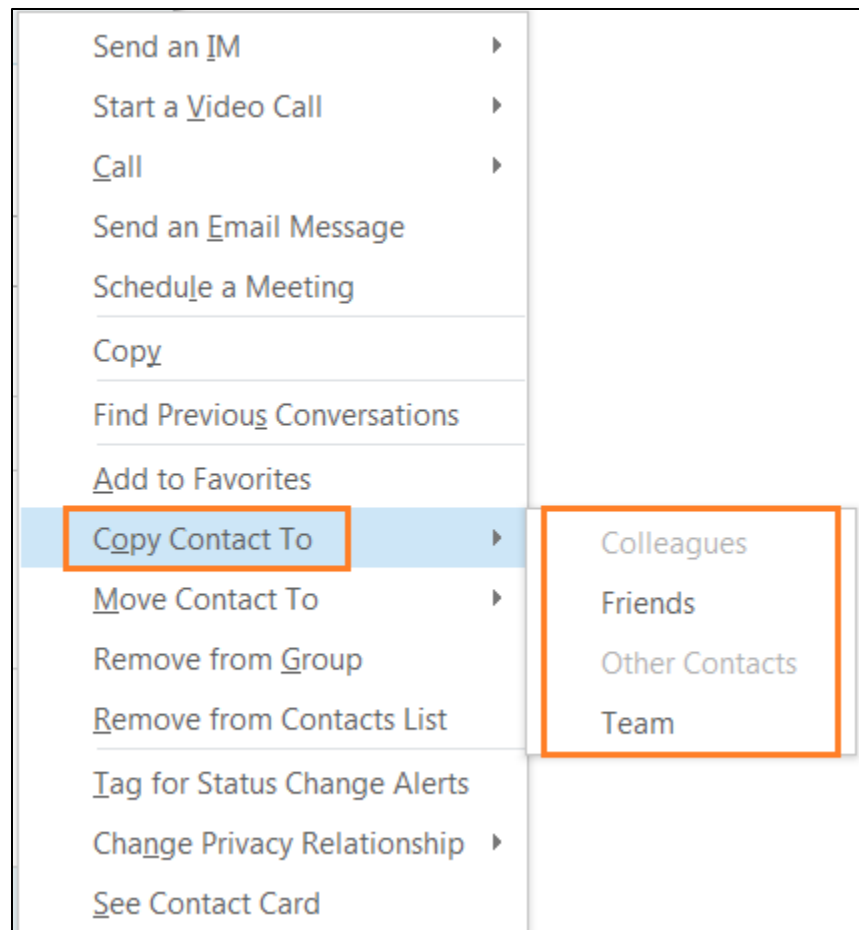 Send an IM
Start a Video Call
Call
Send an Email Message
Schedule a Meeting
Copy
Find Previous Conversations
Add to Favorites
Copy Contact To
Move Contact To
Remove from Group
Remove from Contacts List
Tag for Status Change Alerts
Change Privacy Relationship
See Contact Card
Colleagues
Friends
Other Contacts
Team